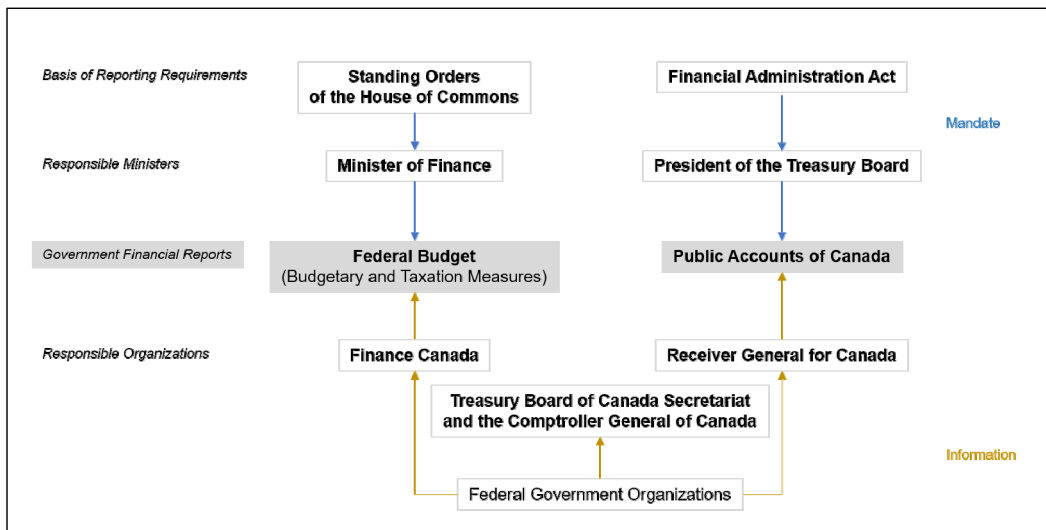 Basis of Reporting Requirements
Standing Orders
of the House of Commons
Financial Administration Act
Mandate
Responsible Ministers
Minister of Finance
President of the Treasury Board
Government Financial Reports
Federal Budget
(Budgetary and Taxation Measures)
Public Accounts of Canada
Responsible Organizations
Finance Canada
Receiver General for Canada
Treasury Board of Canada Secretariat
and the Comptroller General of Canada
Information
Federal Government Organizations